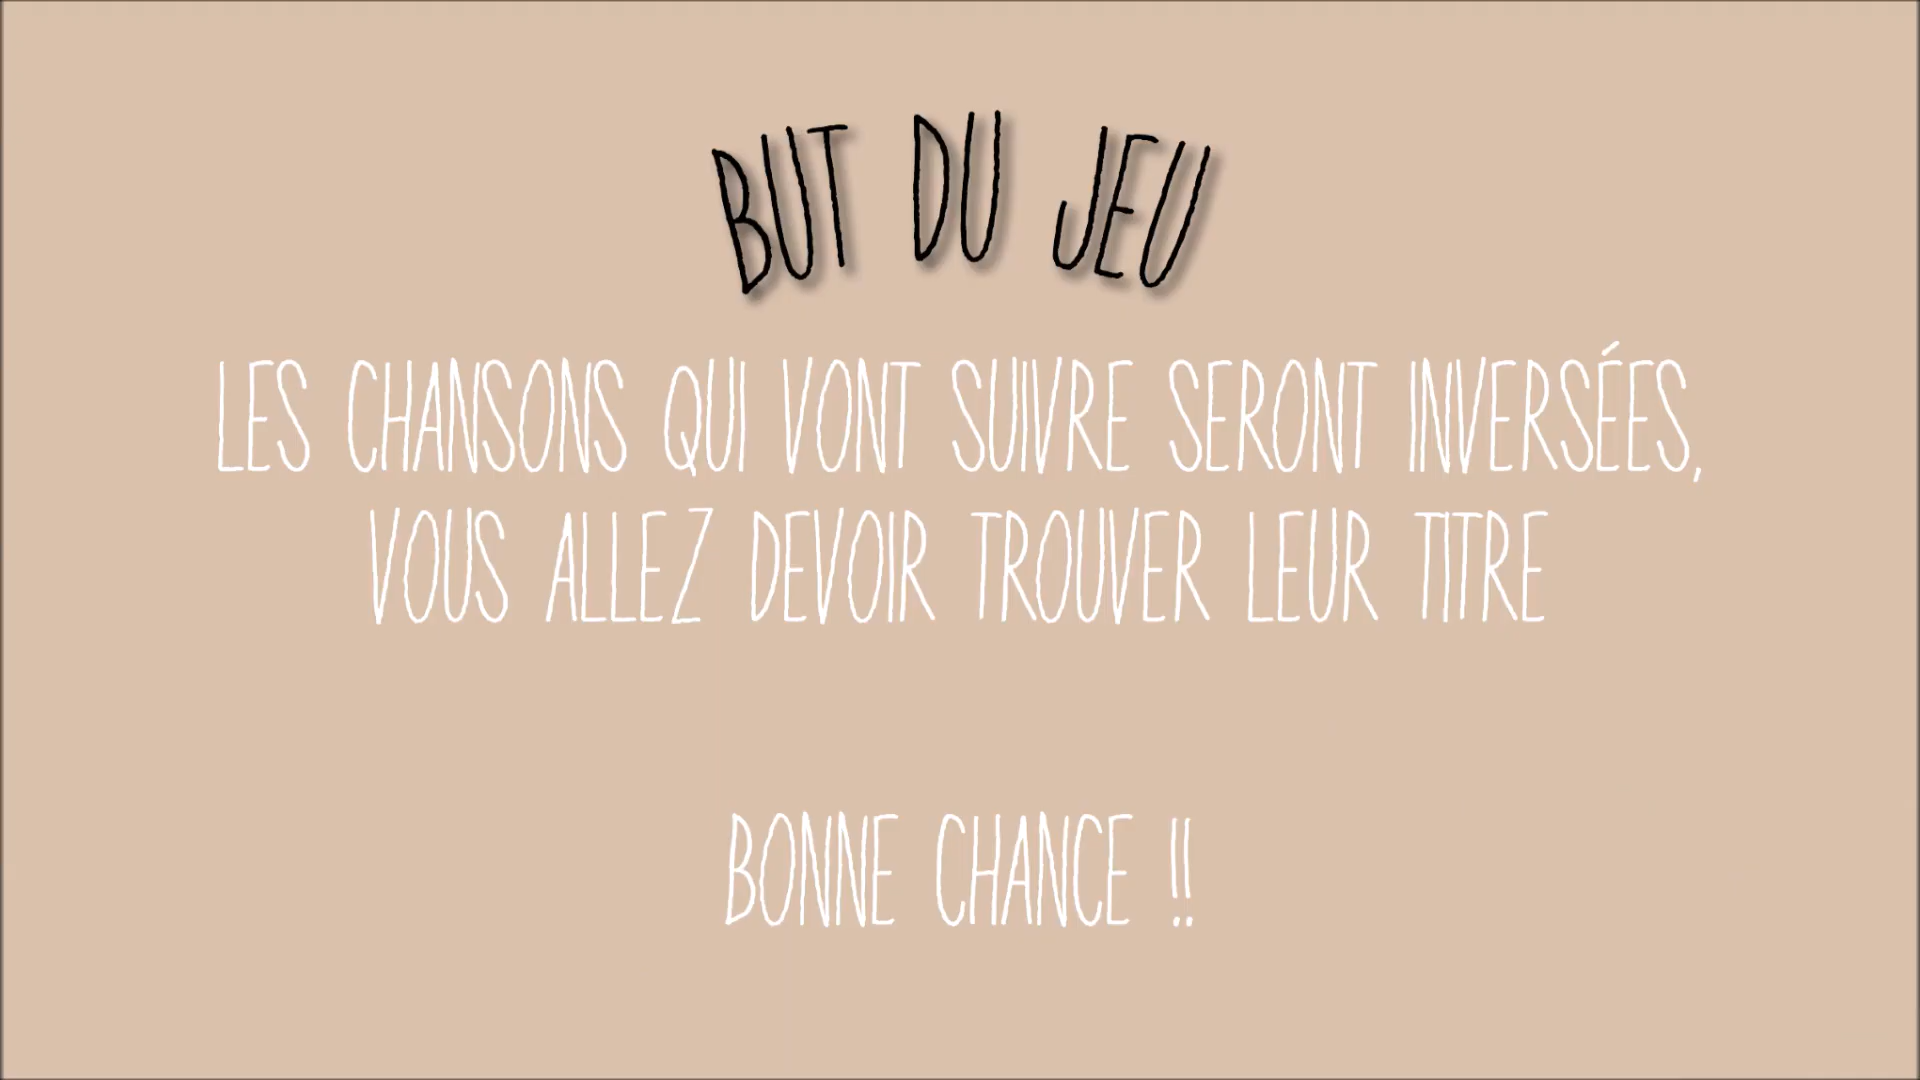 BUT DU JEU
LES CHANSONS QUI VONT SUIVRE SERONT INVERSÉES,
VOUS ALLEZ DEVOIR TROUVER LEUR TITRE
BONNE CHANCE !!